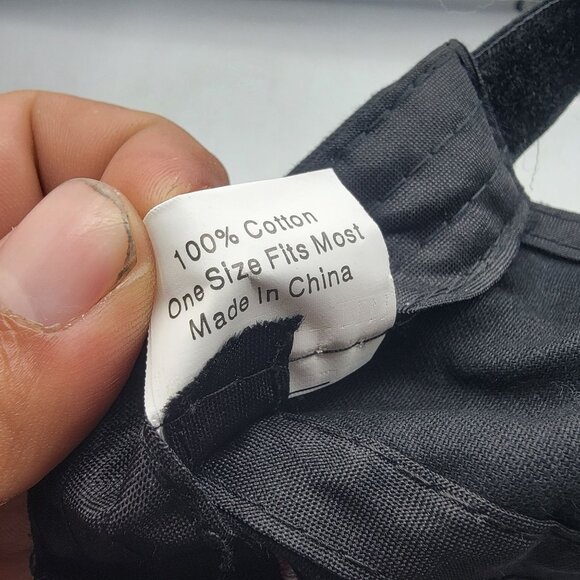 100% Cotton
One Size Fits Most
Made In China